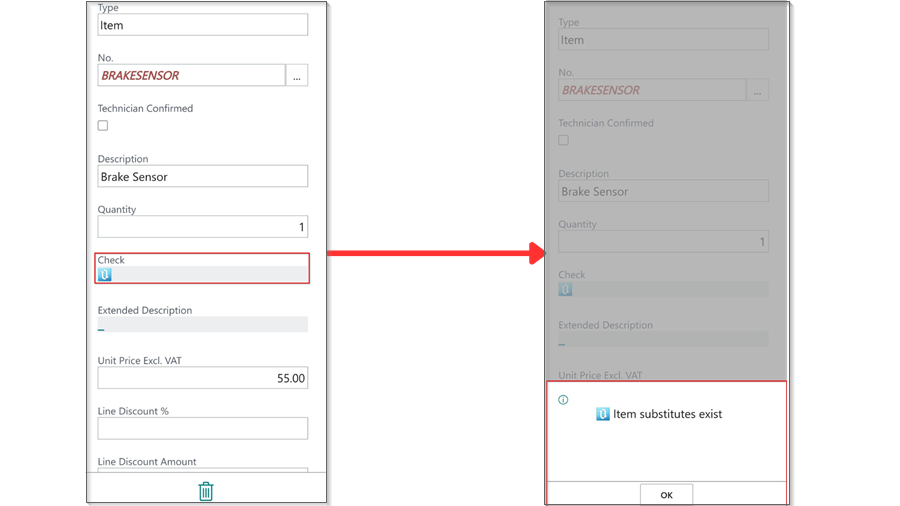 Type
Item
No.
BRAKESENSOR
...
Technician Confirmed
Description
Brake Sensor
Quantity
1
Check
Extended Description
_
Unit Price Excl. VAT
55.00
Line Discount %
Line Discount Amount
Type
Item
No.
BRAKESENSOR
...
Technician Confirmed
Description
Brake Sensor
Quantity
1
Check
Extended Description
_
Unit Price Excl. VAT
Item substitutes exist
OK